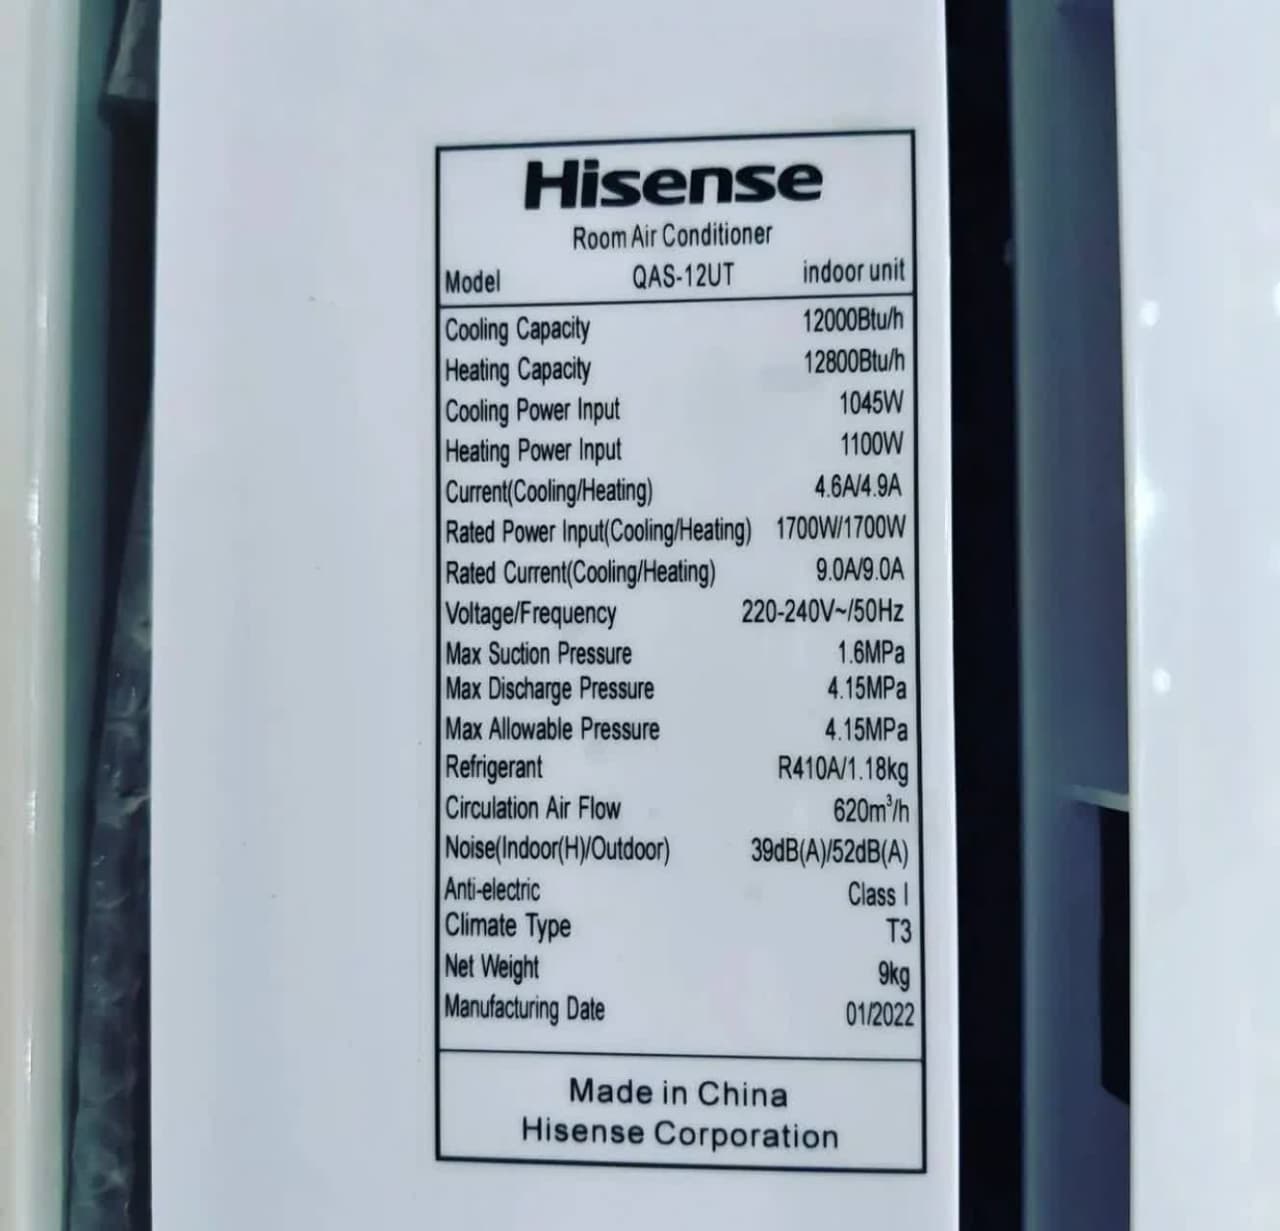 Hisense
Room Air Conditioner
Model QAS-12UT indoor unit
Cooling Capacity 12000Btu/h
Heating Capacity 12800Btu/h
Cooling Power Input 1045W
Heating Power Input 1100W
Current(Cooling/Heating) 4.6A/4.9A
Rated Power Input(Cooling/Heating) 1700W/1700W
Rated Current(Cooling/Heating) 9.0A/9.0A
Voltage/Frequency 220-240V~/50Hz
Max Suction Pressure 1.6MPa
Max Discharge Pressure 4.15MPa
Max Allowable Pressure 4.15MPa
Refrigerant R410A/1.18kg
Circulation Air Flow 620m³/h
Noise(Indoor(H)/Outdoor) 39dB(A)/52dB(A)
Anti-electric Class I
Climate Type T3
Net Weight 9kg
Manufacturing Date 01/2022
Made in China
Hisense Corporation